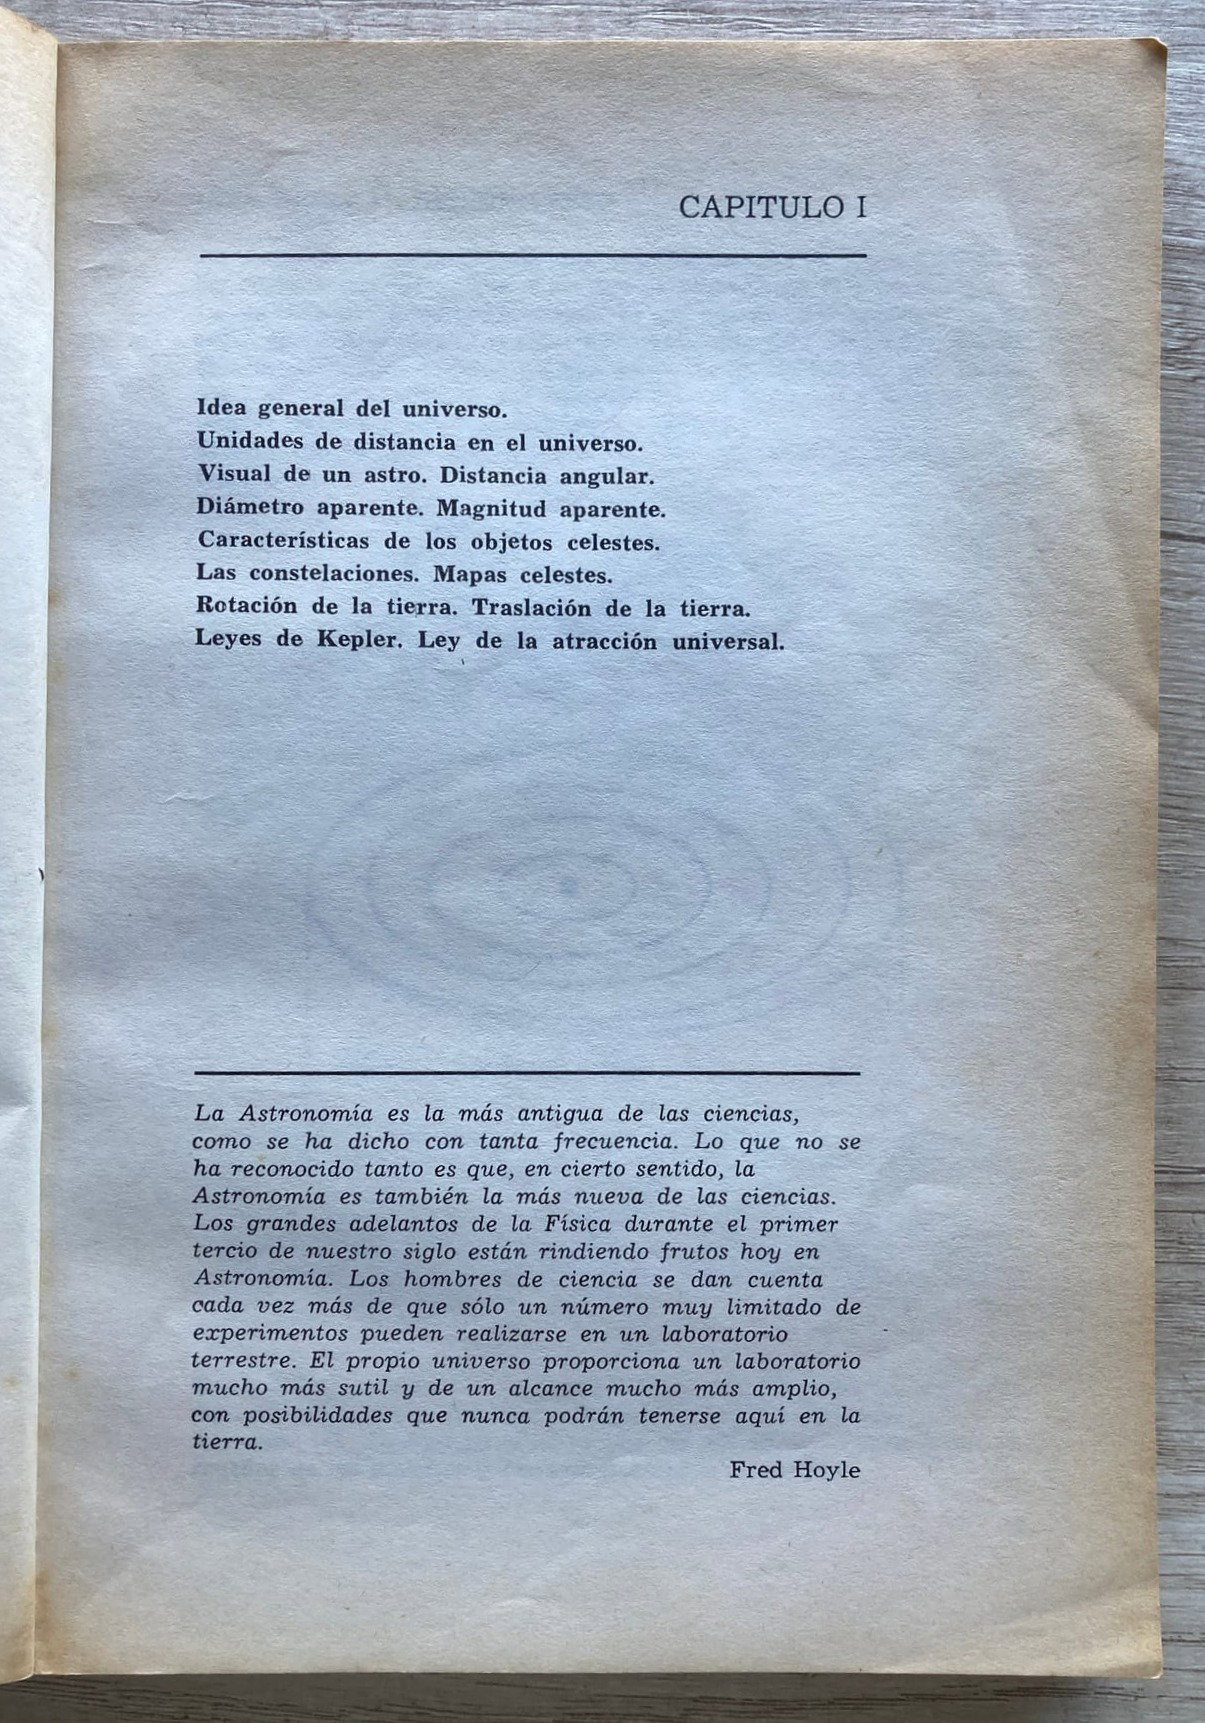 CAPITULO I
Idea general del universo.
Unidades de distancia en el universo.
Visual de un astro. Distancia angular.
Diámetro aparente. Magnitud aparente.
Características de los objetos celestes.
Las constelaciones. Mapas celestes.
Rotación de la tierra. Traslación de la tierra.
Leyes de Kepler. Ley de la atracción universal.
La Astronomía es la más antigua de las ciencias,
como se ha dicho con tanta frecuencia. Lo que no se
ha reconocido tanto es que, en cierto sentido, la
Astronomía es también la más nueva de las ciencias.
Los grandes adelantos de la Física durante el primer
tercio de nuestro siglo están rindiendo frutos hoy en
Astronomía. Los hombres de ciencia se dan cuenta
cada vez más de que sólo un número muy limitado de
experimentos pueden realizarse en un laboratorio
terrestre. El propio universo proporciona un laboratorio
mucho más sutil y de un alcance mucho más amplio,
con posibilidades que nunca podrán tenerse aquí en la
tierra.
Fred Hoyle